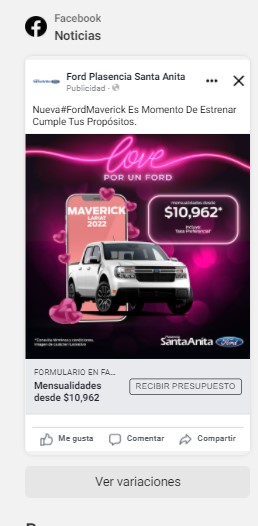 Facebook
Noticias
Ford Plasencia Santa Anita
Publicidad ·
Nueva#FordMaverick Es Momento De Estrenar
Cumple Tus Propósitos.
love
POR UN FORD
MAVERICK
LARIAT
2022
mensualidades desde
$10,962*
Incluye
Tasa Preferencial*
*Consulta términos y condiciones,
imagen de carácter ilustrativo
Plasencia
SantaAnita Ford
FORMULARIO EN FA...
Mensualidades
desde $10,962
RECIBIR PRESUPUESTO
Me gusta Comentar Compartir
Ver variaciones